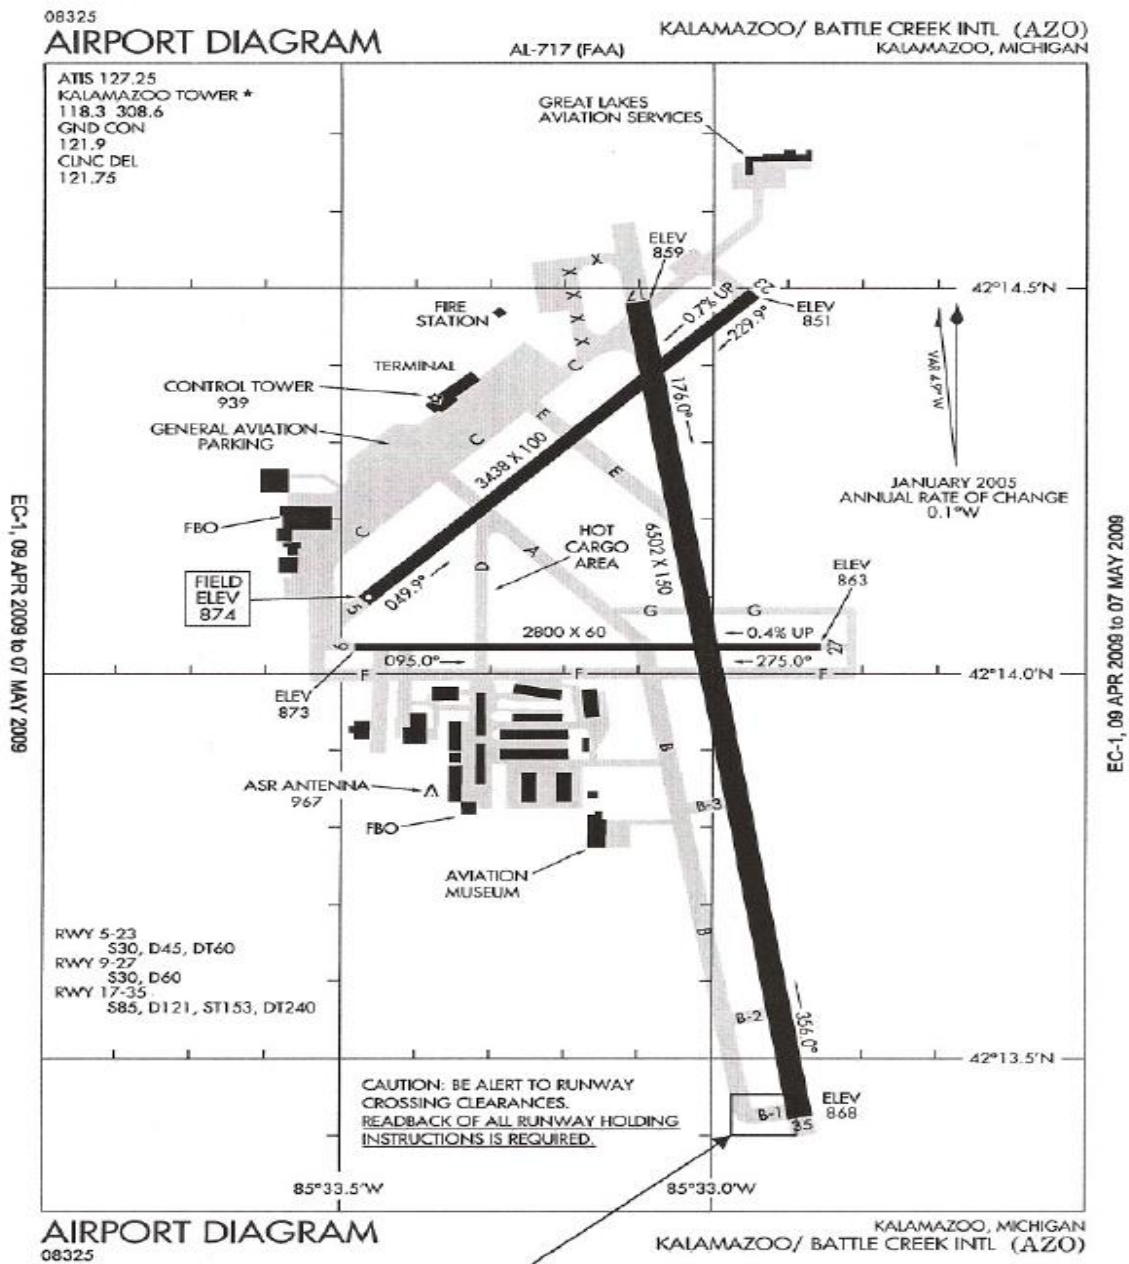 08325
AIRPORT DIAGRAM
AL-717 (FAA)
KALAMAZOO/ BATTLE CREEK INTL (AZO)
KALAMAZOO, MICHIGAN
ATIS 127.25
KALAMAZOO TOWER *
118.3 308.6
GND CON
121.9
CLNC DEL
121.75
GREAT LAKES
AVIATION SERVICES
ELEV
859
X
X
X
X
X
X
17
0.7% UP
23
229.9°
ELEV
851
42°14.5'N
FIRE
STATION
TERMINAL
CONTROL TOWER
939
GENERAL AVIATION
PARKING
C
C
C
E
E
3438 X 100
176.0°
VAR 4.9°W
JANUARY 2005
ANNUAL RATE OF CHANGE
0.1°W
FBO
HOT
CARGO
AREA
6502 X 150
A
D
FIELD
ELEV
874
5
049.9°
ELEV
863
G
G
9
2800 X 60
0.4% UP
27
095.0°
275.0°
F
F
F
42°14.0'N
ELEV
873
B
ASR ANTENNA
967
B-3
FBO
AVIATION
MUSEUM
B
RWY 5-23
S30, D45, DT60
RWY 9-27
S30, D60
RWY 17-35
S85, D121, ST153, DT240
B-2
356.0°
42°13.5'N
CAUTION: BE ALERT TO RUNWAY
CROSSING CLEARANCES.
READBACK OF ALL RUNWAY HOLDING
INSTRUCTIONS IS REQUIRED.
B-1
35
ELEV
868
85°33.5'W
85°33.0'W
EC-1, 09 APR 2009 to 07 MAY 2009
EC-1, 09 APR 2009 to 07 MAY 2009
AIRPORT DIAGRAM
08325
KALAMAZOO, MICHIGAN
KALAMAZOO/ BATTLE CREEK INTL (AZO)